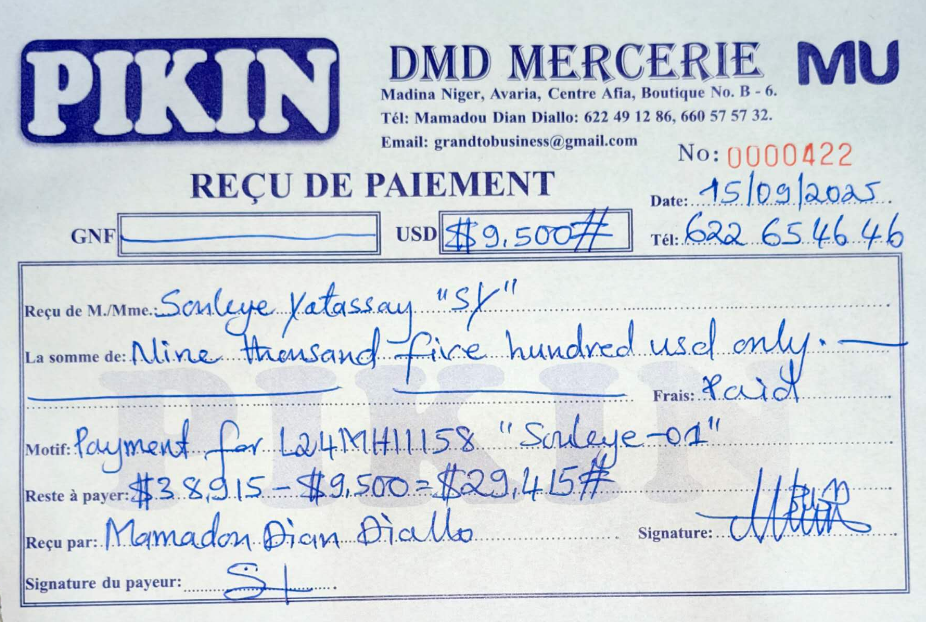 PIKIN
DMD MERCERIE MU
Madina Niger, Avaria, Centre Afia, Boutique No. B - 6.
Tél: Mamadou Dian Diallo: 622 49 12 86, 660 57 57 32.
Email: grandtobusiness@gmail.com
No: 0000422
REÇU DE PAIEMENT
Date: 15/09/2025
GNF USD $9,500# Tél: 622 65 46 46
Reçu de M./Mme. Souleye Yatassay "SY"
La somme de: Nine thousand five hundred usd only.
Frais: Paid
Motif: Payment for L24MH11158 "Souleye-01"
Reste à payer: $38,915 - $9,500 = $29,415#
Reçu par: Mamadou Dian Diallo Signature:
Signature du payeur:
PIKIN